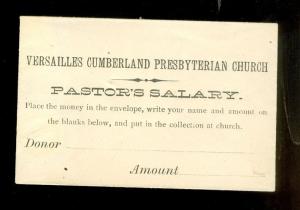 VERSAILLES CUMBERLAND PRESBYTERIAN CHURCH
PASTOR'S SALARY.
Place the money in the envelope, write your name and amount on
the blanks below, and put in the collection at church.
Donor
Amount